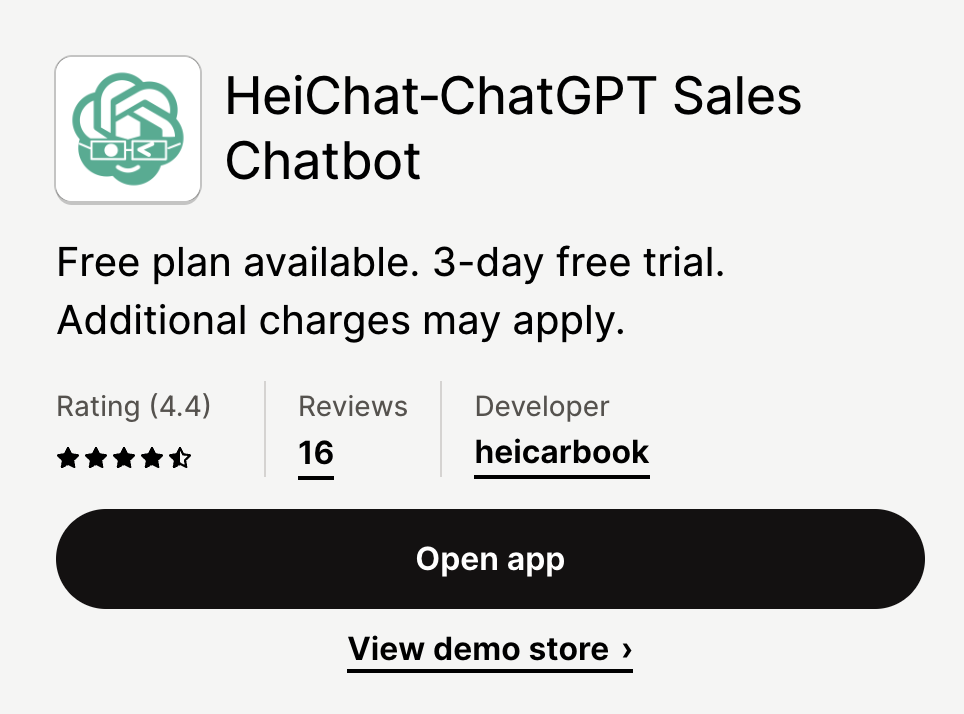 HeiChat-ChatGPT Sales
Chatbot
Free plan available. 3-day free trial.
Additional charges may apply.
Rating (4.4)
Reviews
16
Developer
heicarbook
Open app
View demo store ›